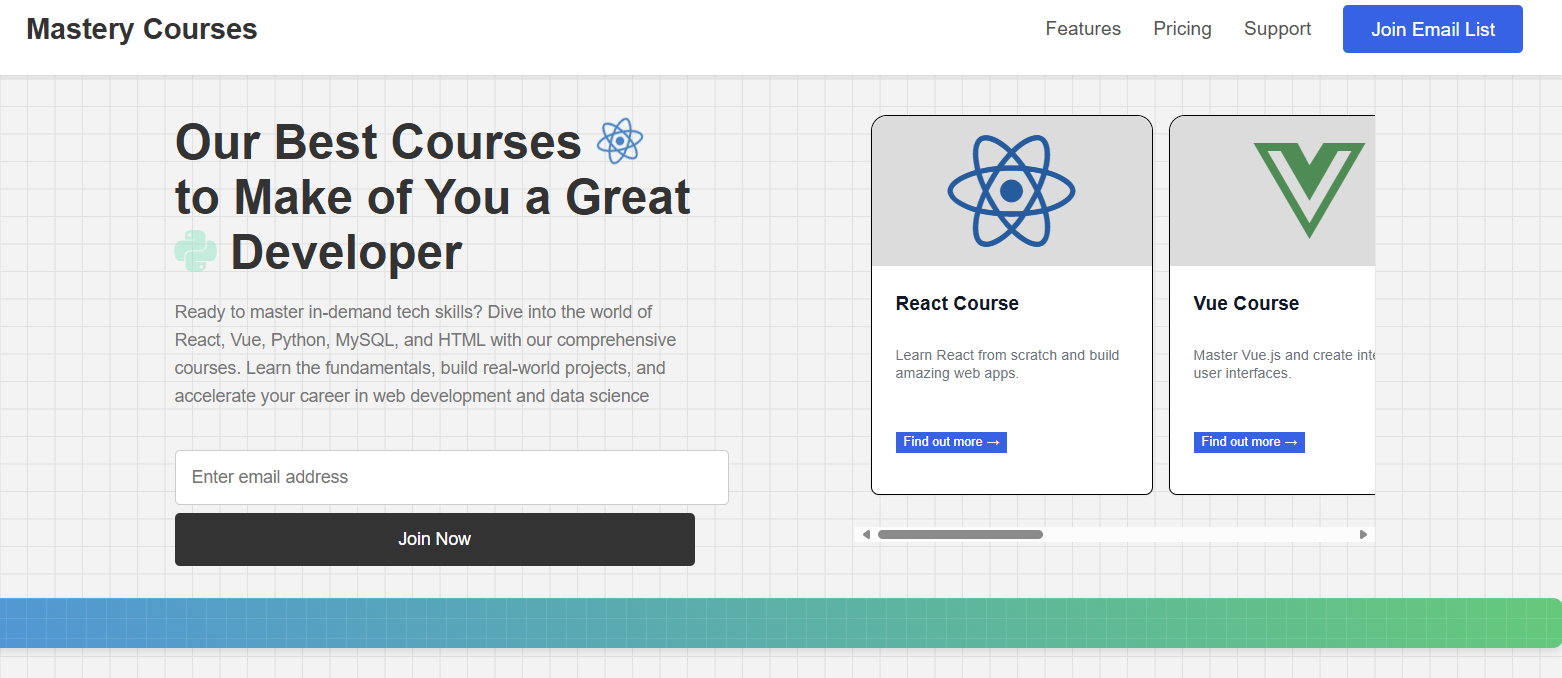 Mastery Courses
Features
Pricing
Support
Join Email List
Our Best Courses
to Make of You a Great
Developer
Ready to master in-demand tech skills? Dive into the world of
React, Vue, Python, MySQL, and HTML with our comprehensive
courses. Learn the fundamentals, build real-world projects, and
accelerate your career in web development and data science
Enter email address
Join Now
React Course
Learn React from scratch and build
amazing web apps.
Find out more →
Vue Course
Master Vue.js and create
user interfaces.
Find out more →